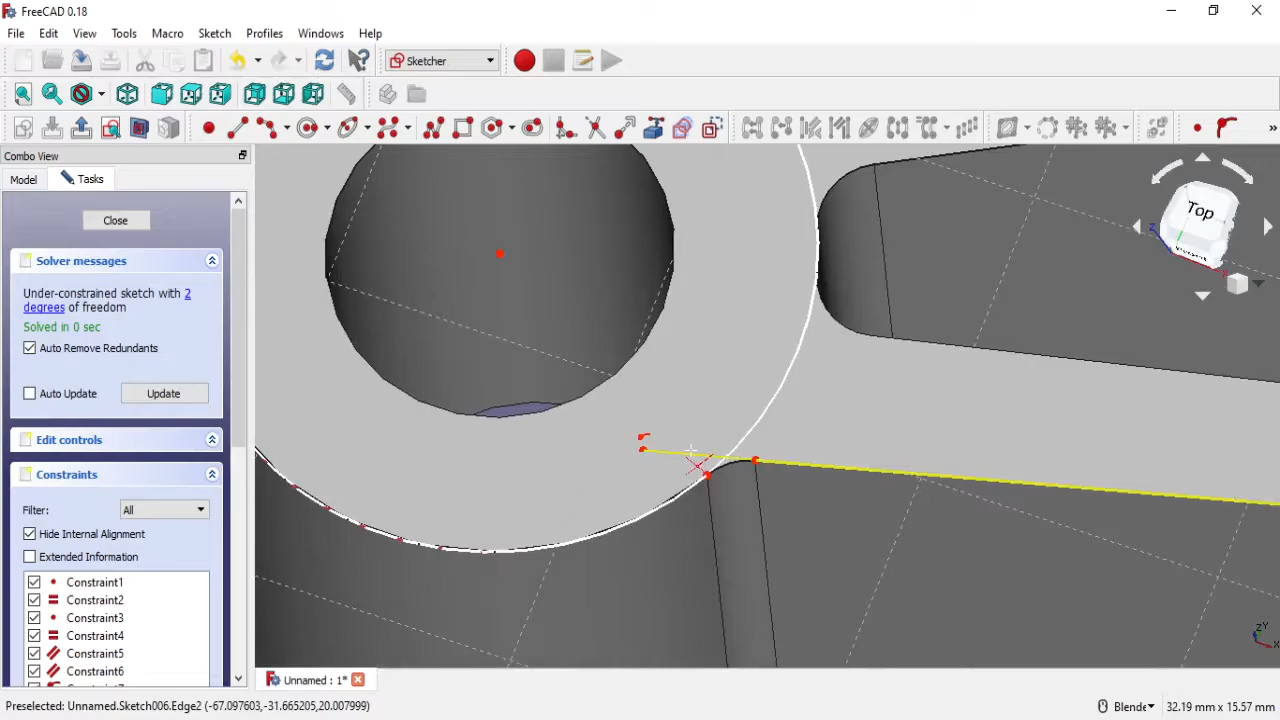 FreeCAD 0.18
File Edit View Tools Macro Sketch Profiles Windows Help
Sketcher
»
Combo View
Model Tasks
Close
Solver messages
Under-constrained sketch with 2
degrees of freedom
Solved in 0 sec
Auto Remove Redundants
Auto Update Update
Edit controls
Constraints
Filter: All
Hide Internal Alignment
Extended Information
Constraint1
Constraint2
Constraint3
Constraint4
Constraint5
Constraint6
Top
Z
X
Z Y
X
Unnamed : 1*
Preselected: Unnamed.Sketch006.Edge2 (-67.097603,-31.665205,20.007999)
Blende
32.19 mm x 15.57 mm